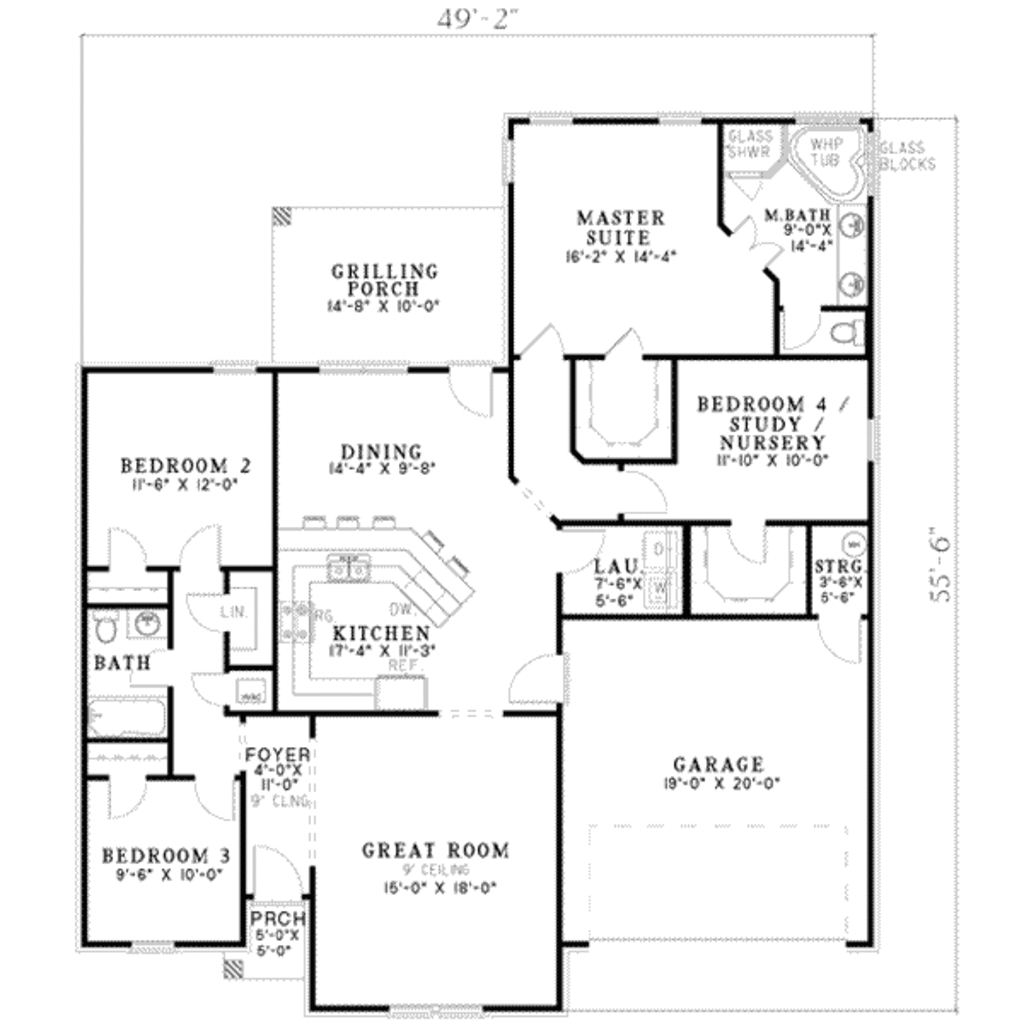 49'-2"
GLASS
SHWR
WHP
TUB
GLASS
BLOCKS
MASTER
SUITE
16'-2" X 14'-4"
M.BATH
9'-0"X
14'-4"
GRILLING
PORCH
14'-8" X 10'-0"
BEDROOM 4 /
STUDY /
NURSERY
11'-10" X 10'-0"
DINING
14'-4" X 9'-8"
BEDROOM 2
11'-6" X 12'-0"
55'-6"
LAU.
7'-6"X
5'-6"
D
W
WH
STRG.
3'-6"X
5'-6"
LIN.
DW.
RG.
KITCHEN
17'-4" X 11'-3"
REF.
BATH
HVAC
FOYER
4'-0"X
11'-0"
9' CLNG
GARAGE
19'-0" X 20'-0"
BEDROOM 3
9'-6" X 10'-0"
GREAT ROOM
9' CEILING
15'-0" X 18'-0"
PRCH
5'-0"X
5'-0"